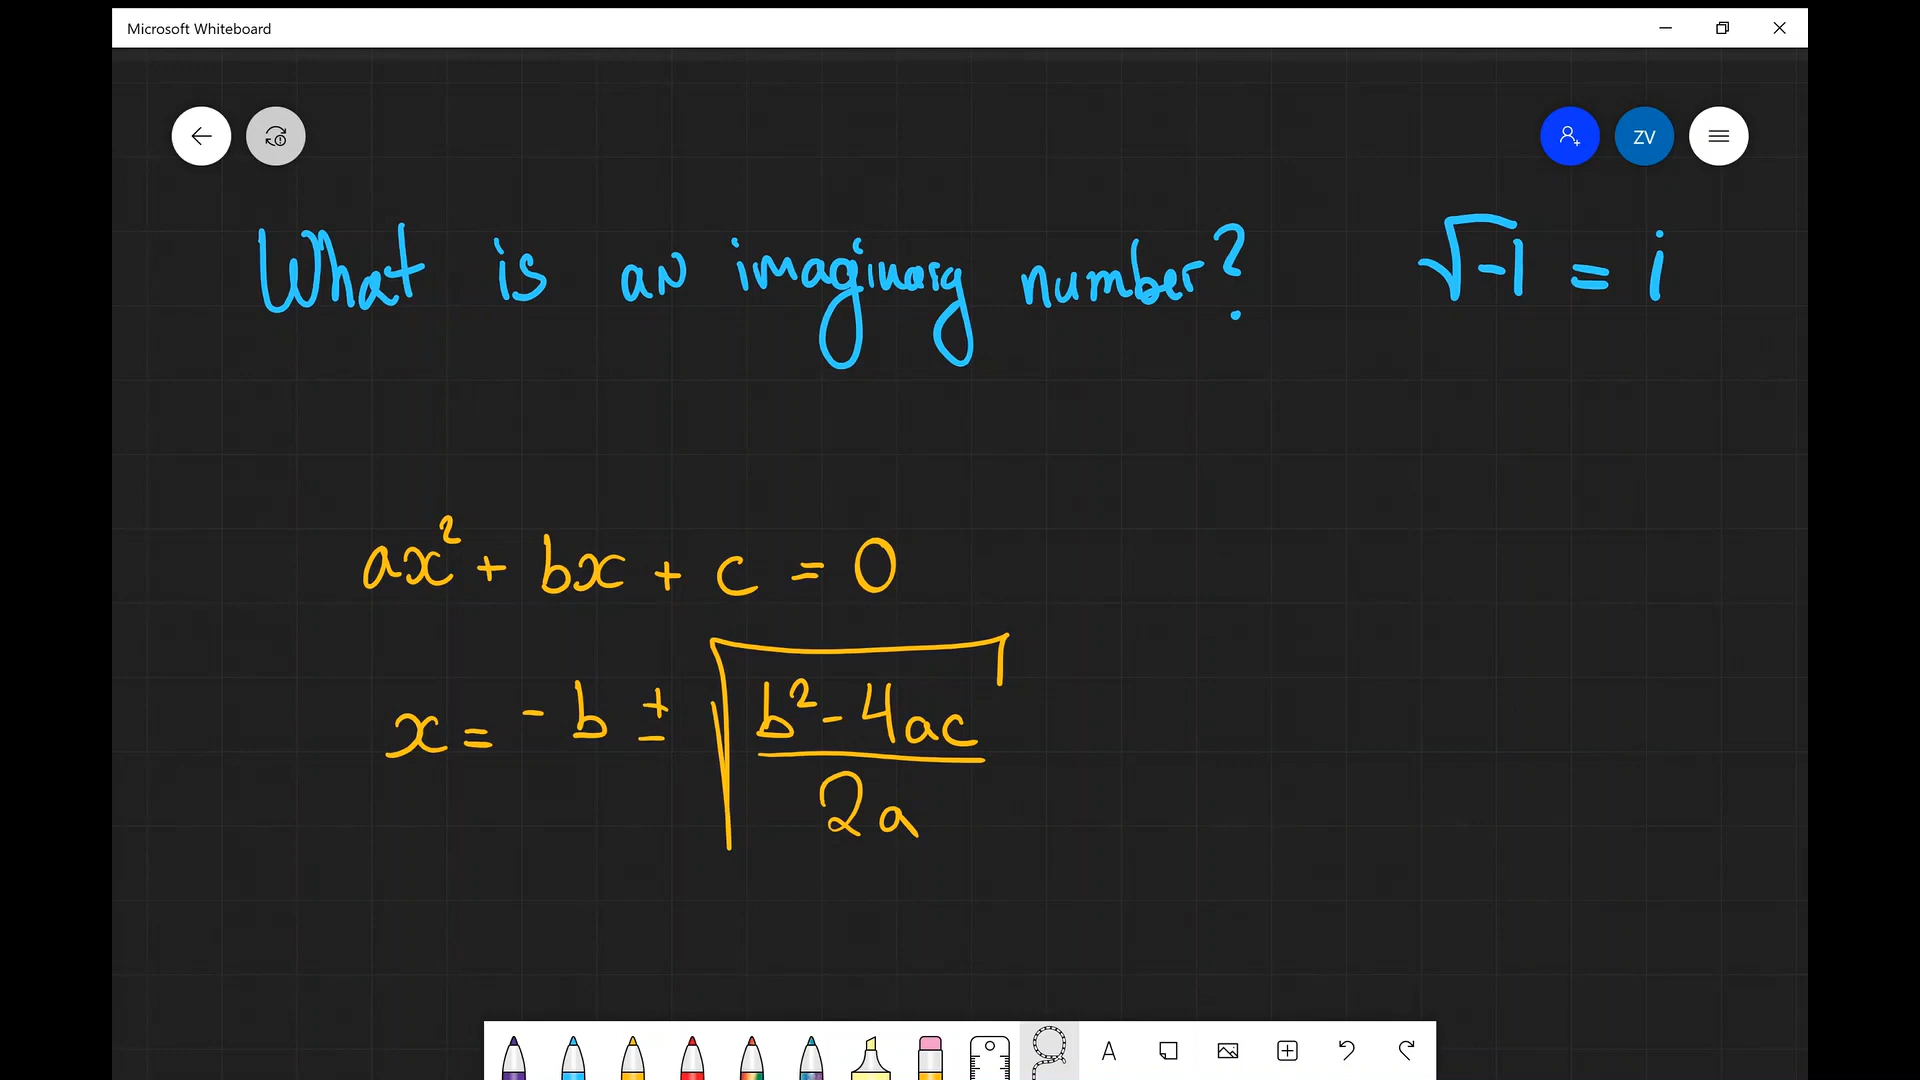 Microsoft Whiteboard
ZV
What is an imaginary number? √-1 = i
ax² + bx + c = 0
x = -b ± √((b² - 4ac)/(2a))
A